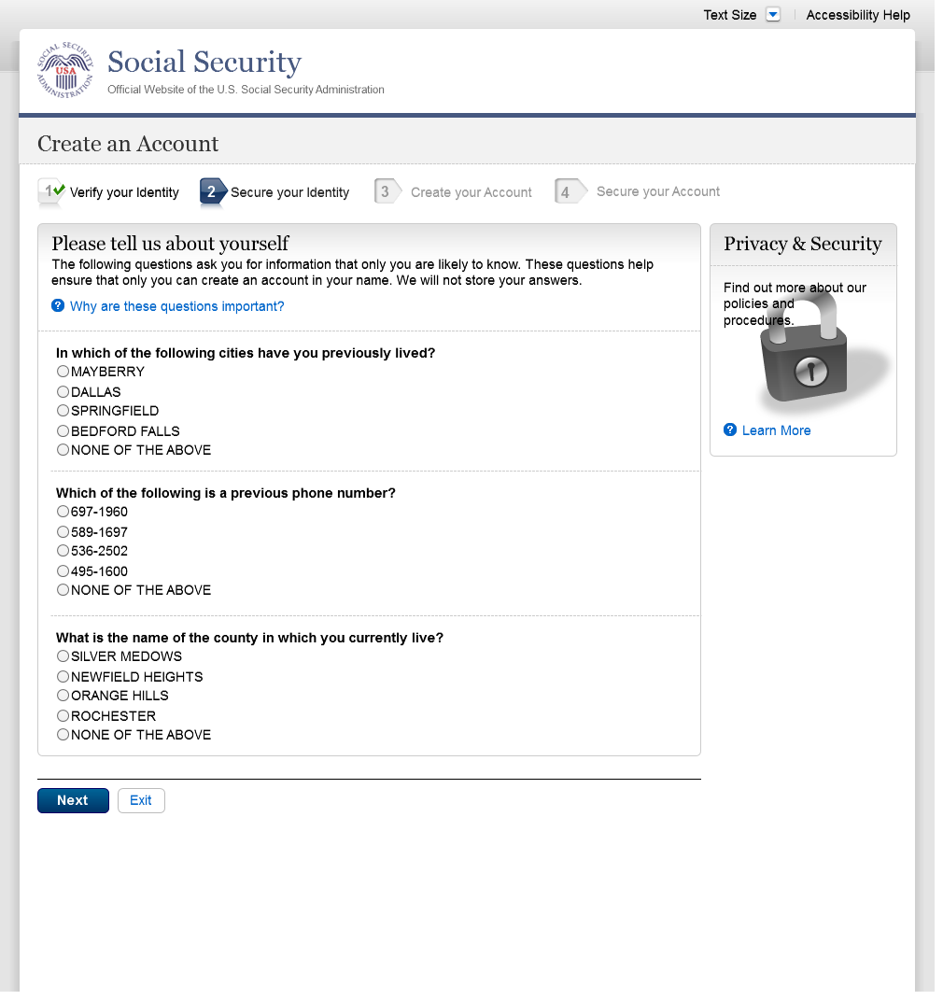 Text Size
Accessibility Help
SOCIAL SECURITY ADMINISTRATION
USA
Social Security
Official Website of the U.S. Social Security Administration
Create an Account
1 Verify your Identity
2 Secure your Identity
3 Create your Account
4 Secure your Account
Please tell us about yourself
The following questions ask you for information that only you are likely to know. These questions help
ensure that only you can create an account in your name. We will not store your answers.
? Why are these questions important?
In which of the following cities have you previously lived?
MAYBERRY
DALLAS
SPRINGFIELD
BEDFORD FALLS
NONE OF THE ABOVE
Which of the following is a previous phone number?
697-1960
589-1697
536-2502
495-1600
NONE OF THE ABOVE
What is the name of the county in which you currently live?
SILVER MEDOWS
NEWFIELD HEIGHTS
ORANGE HILLS
ROCHESTER
NONE OF THE ABOVE
Next
Exit
Privacy & Security
Find out more about our
policies and
procedures.
? Learn More